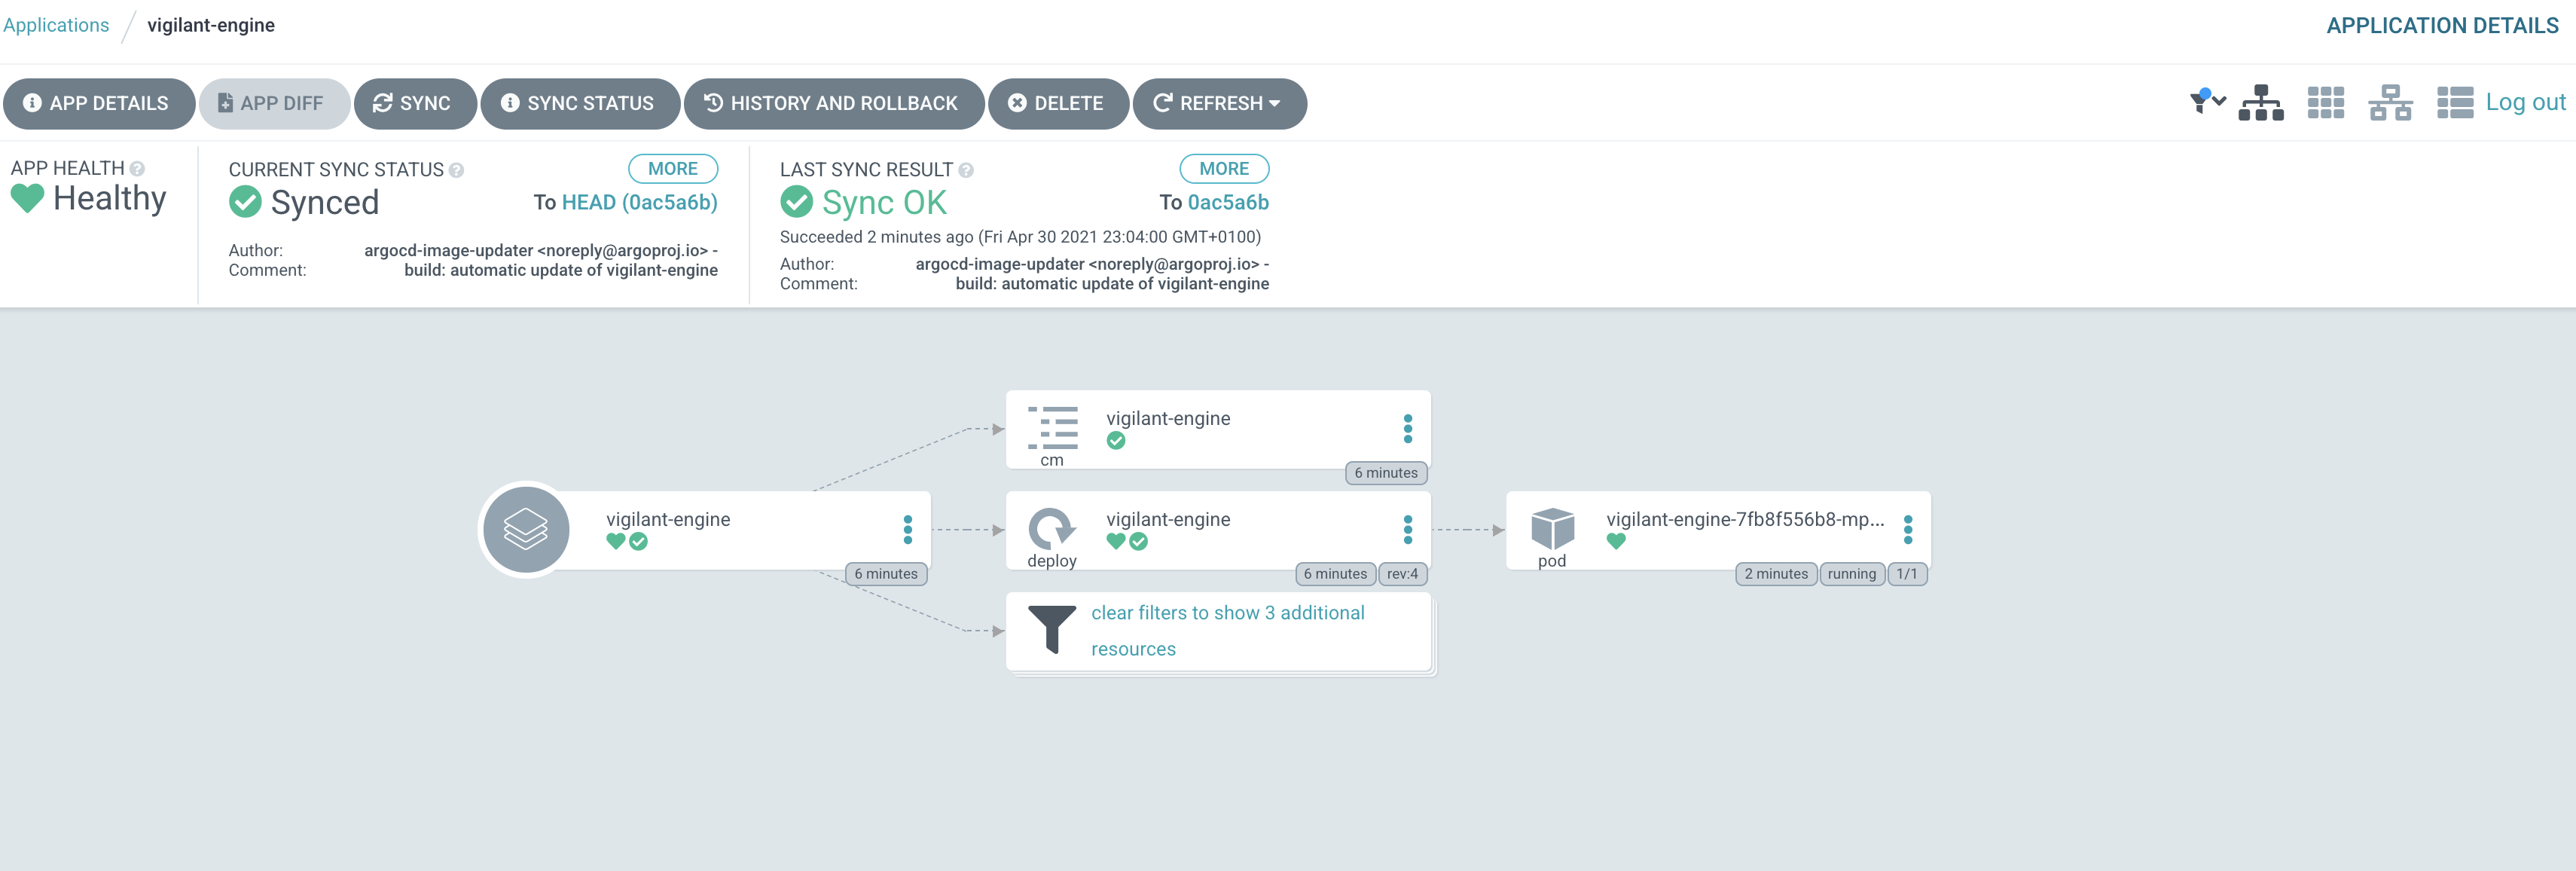 Applications / vigilant-engine
APPLICATION DETAILS
APP DETAILS
APP DIFF
SYNC
SYNC STATUS
HISTORY AND ROLLBACK
DELETE
REFRESH
Log out
APP HEALTH
Healthy
CURRENT SYNC STATUS
MORE
Synced
To HEAD (0ac5a6b)
Author: argocd-image-updater <noreply@argoproj.io> -
Comment: build: automatic update of vigilant-engine
LAST SYNC RESULT
MORE
Sync OK
To 0ac5a6b
Succeeded 2 minutes ago (Fri Apr 30 2021 23:04:00 GMT+0100)
Author: argocd-image-updater <noreply@argoproj.io> -
Comment: build: automatic update of vigilant-engine
vigilant-engine
cm
6 minutes
vigilant-engine
6 minutes
vigilant-engine
deploy
6 minutes
rev:4
vigilant-engine-7fb8f556b8-mp...
pod
2 minutes
running
1/1
clear filters to show 3 additional
resources